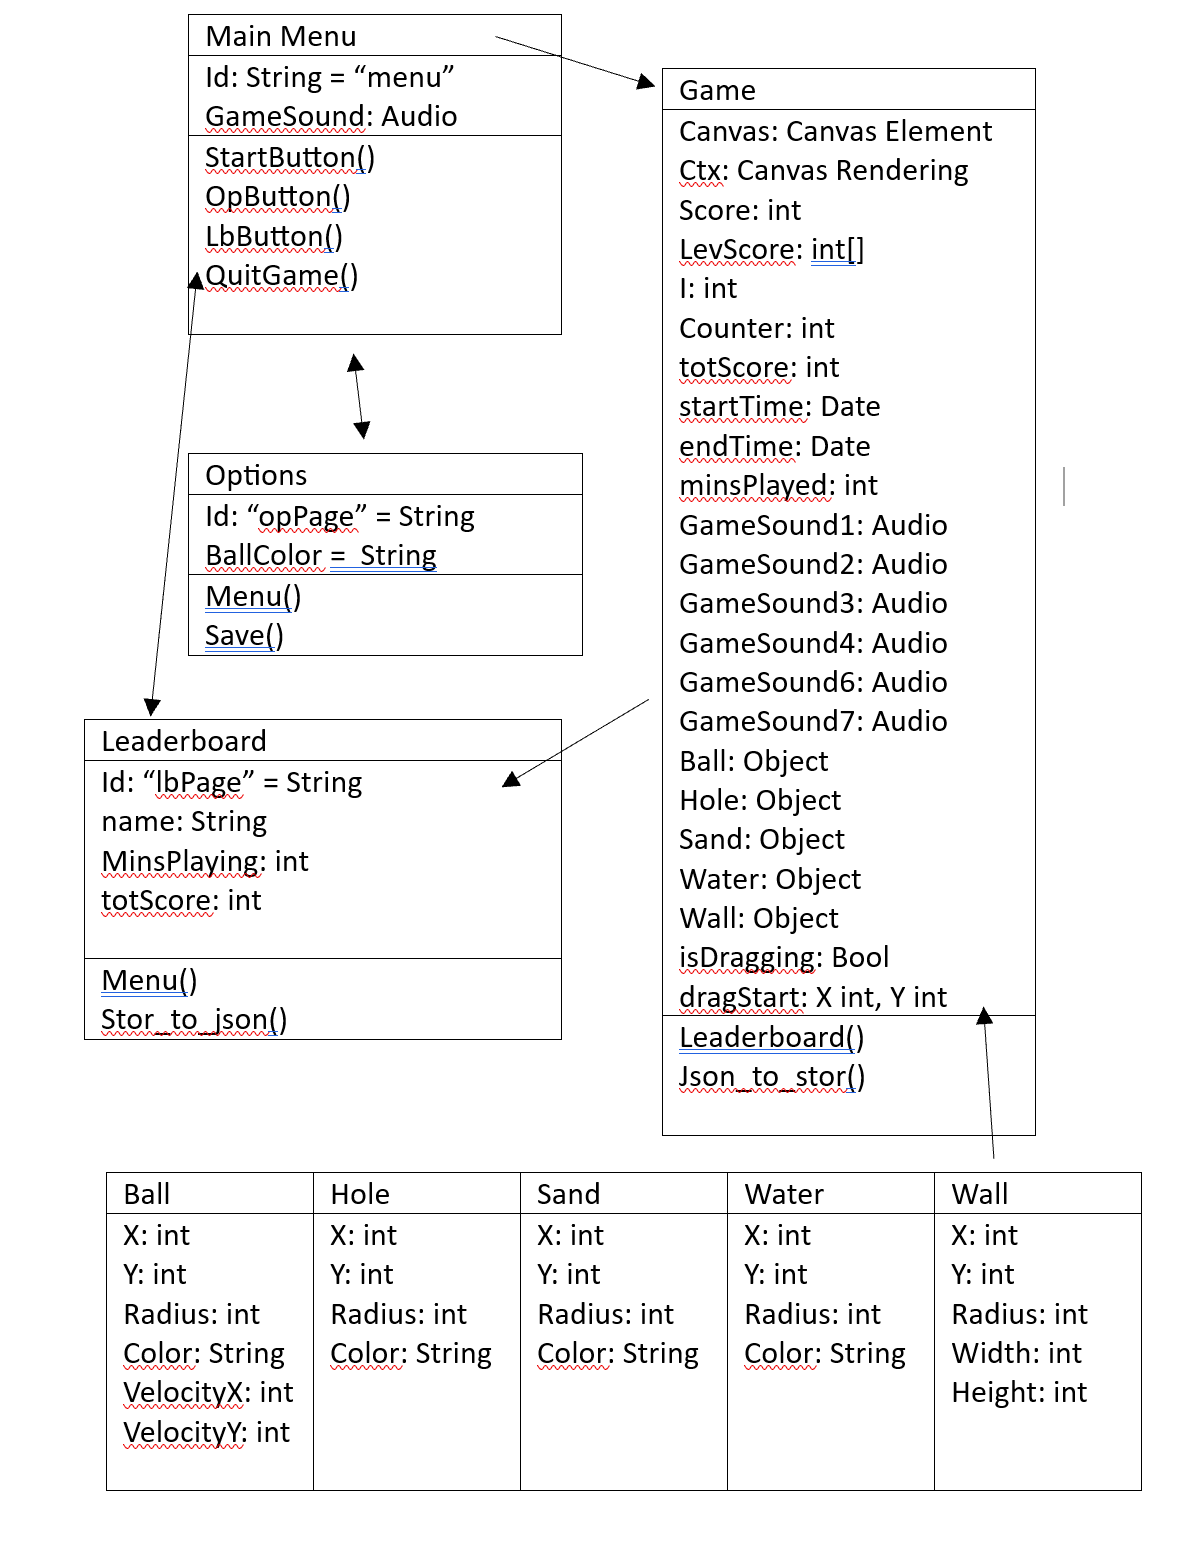 Main Menu
Id: String = “menu”
GameSound: Audio
StartButton()
OpButton()
LbButton()
QuitGame()
Game
Canvas: Canvas Element
Ctx: Canvas Rendering
Score: int
LevScore: int[]
I: int
Counter: int
totScore: int
startTime: Date
endTime: Date
minsPlayed: int
GameSound1: Audio
GameSound2: Audio
GameSound3: Audio
GameSound4: Audio
GameSound6: Audio
GameSound7: Audio
Ball: Object
Hole: Object
Sand: Object
Water: Object
Wall: Object
isDragging: Bool
dragStart: X int, Y int
Leaderboard()
Json_to_stor()
Options
Id: “opPage” = String
BallColor =  String
Menu()
Save()
Leaderboard
Id: “lbPage” = String
name: String
MinsPlaying: int
totScore: int
Menu()
Stor_to_json()
Ball
X: int
Y: int
Radius: int
Color: String
VelocityX: int
VelocityY: int
Hole
X: int
Y: int
Radius: int
Color: String
Sand
X: int
Y: int
Radius: int
Color: String
Water
X: int
Y: int
Radius: int
Color: String
Wall
X: int
Y: int
Radius: int
Width: int
Height: int